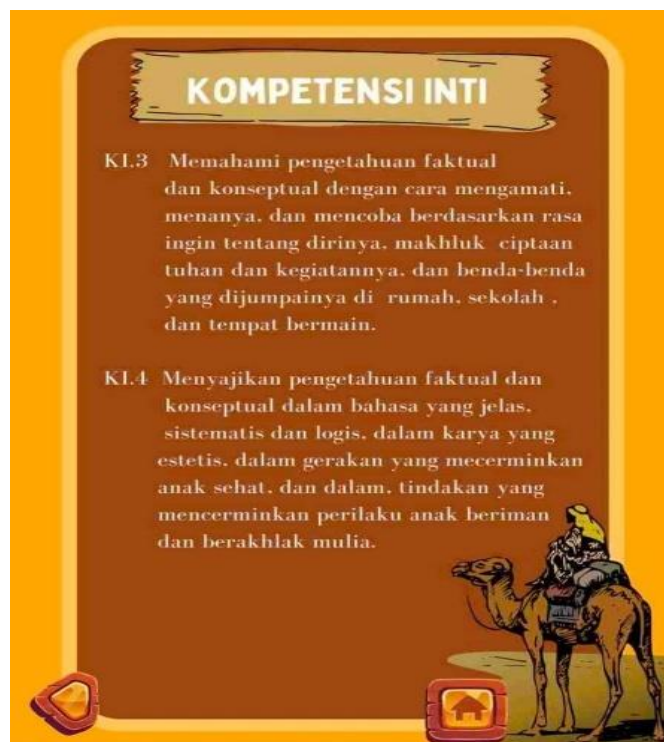 KOMPETENSI INTI
KI.3 Memahami pengetahuan faktual
dan konseptual dengan cara mengamati,
menanya, dan mencoba berdasarkan rasa
ingin tentang dirinya, makhluk ciptaan
tuhan dan kegiatannya, dan benda-benda
yang dijumpainya di rumah, sekolah ,
dan tempat bermain.
KI.4 Menyajikan pengetahuan faktual dan
konseptual dalam bahasa yang jelas,
sistematis dan logis, dalam karya yang
estetis, dalam gerakan yang mecerminkan
anak sehat, dan dalam, tindakan yang
mencerminkan perilaku anak beriman
dan berakhlak mulia.